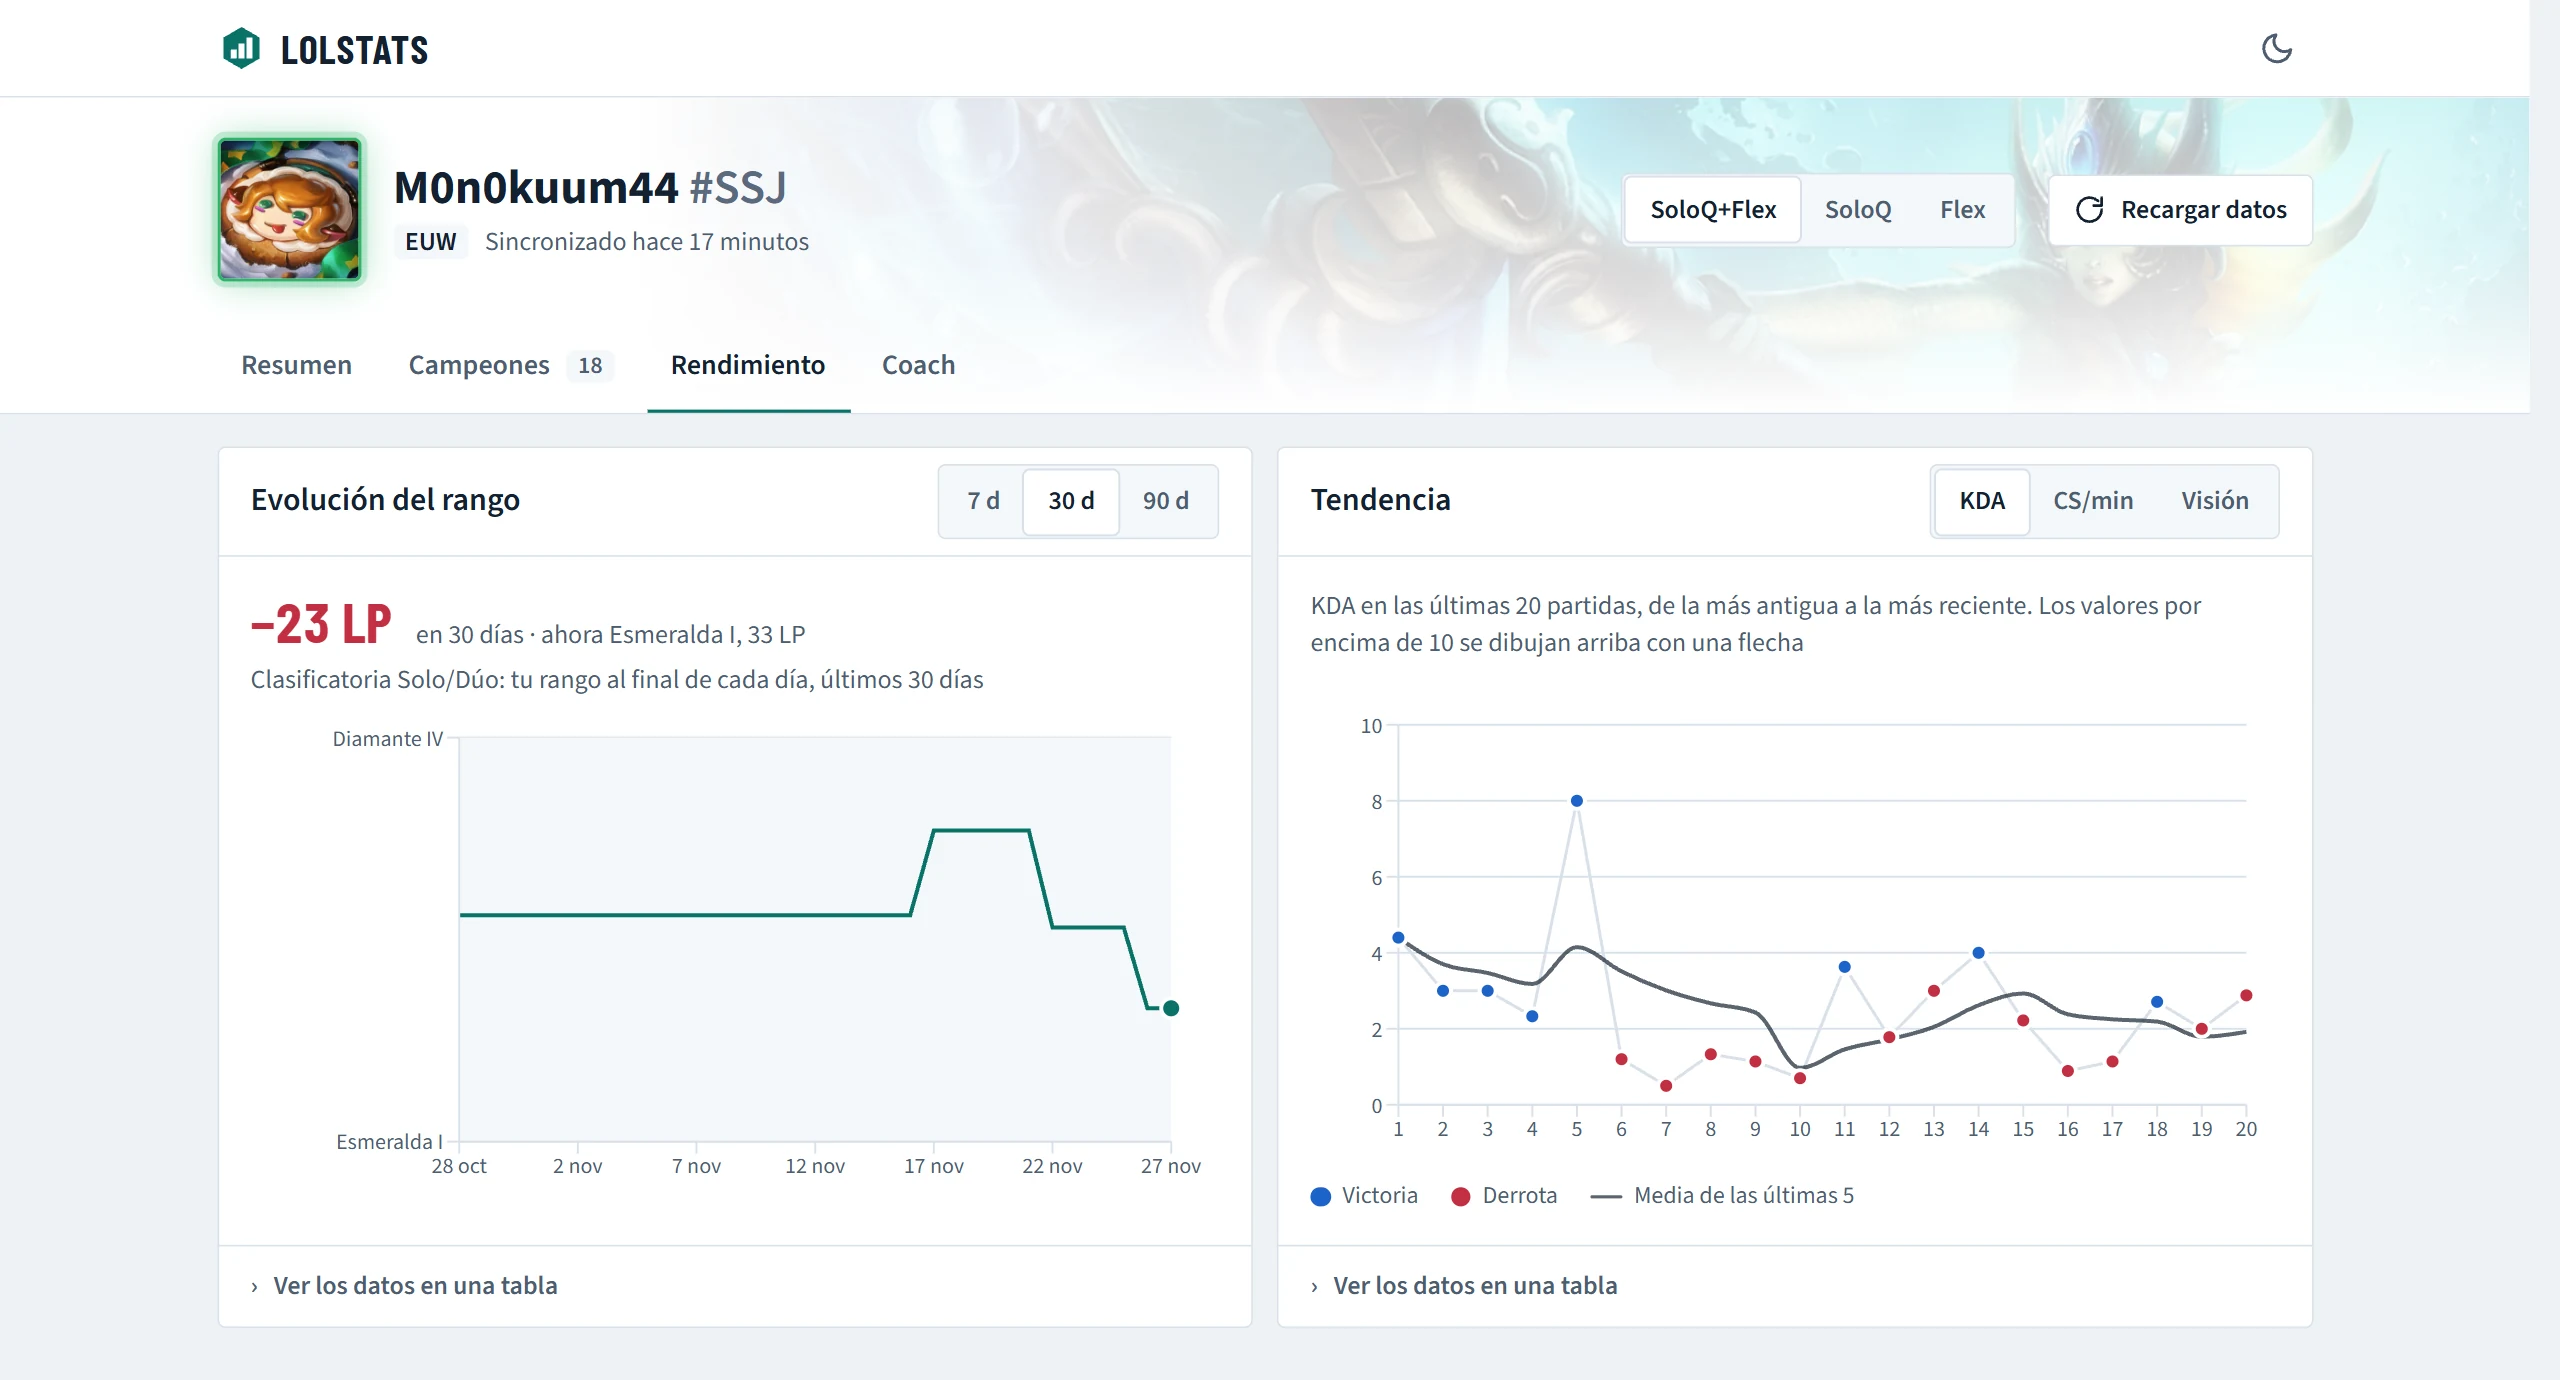 LOLSTATS
M0n0kuum44 #SSJ
EUW Sincronizado hace 17 minutos
SoloQ+Flex SoloQ Flex
Recargar datos
Resumen Campeones 18 Rendimiento Coach
Evolución del rango
7 d 30 d 90 d
−23 LP en 30 días · ahora Esmeralda I, 33 LP
Clasificatoria Solo/Dúo: tu rango al final de cada día, últimos 30 días
Diamante IV
Esmeralda I
28 oct 2 nov 7 nov 12 nov 17 nov 22 nov 27 nov
› Ver los datos en una tabla
Tendencia
KDA CS/min Visión
KDA en las últimas 20 partidas, de la más antigua a la más reciente. Los valores por
encima de 10 se dibujan arriba con una flecha
10
8
6
4
2
0
1 2 3 4 5 6 7 8 9 10 11 12 13 14 15 16 17 18 19 20
Victoria Derrota Media de las últimas 5
› Ver los datos en una tabla